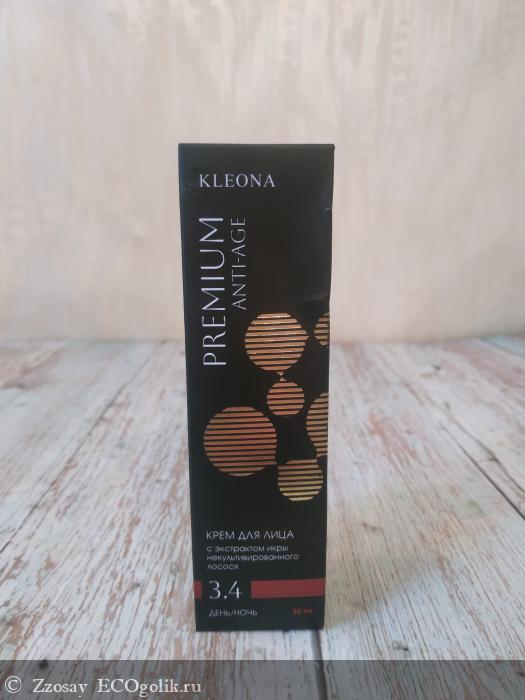 KLEONA
PREMIUM
ANTI-AGE
КРЕМ ДЛЯ ЛИЦА
с экстрактом икры
некультивированного
лосося
3.4
ДЕНЬ/НОЧЬ
30 ml
© Zzosay ECOgolik.ru